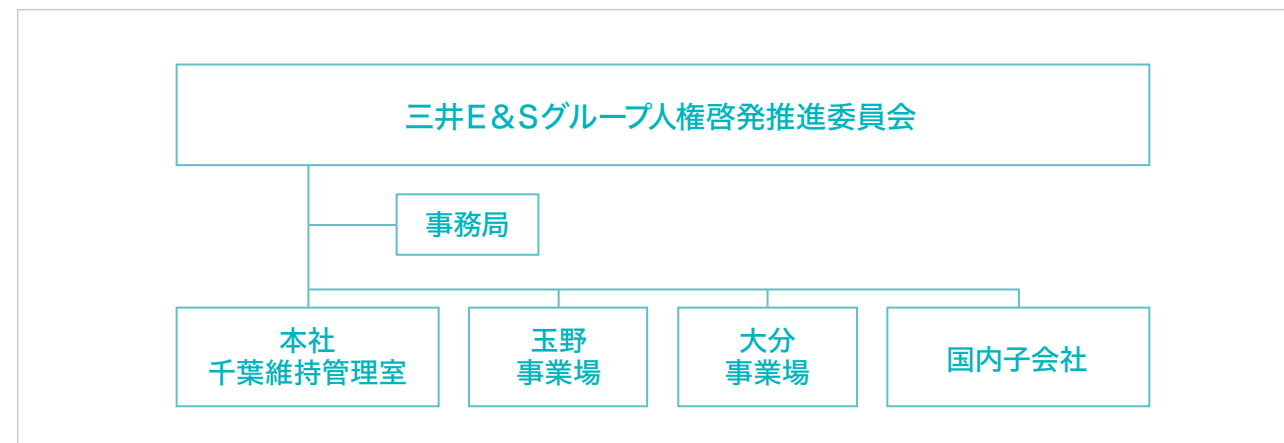 三井E&Sグループ人権啓発推進委員会
事務局
本社
千葉維持管理室
玉野
事業場
大分
事業場
国内子会社